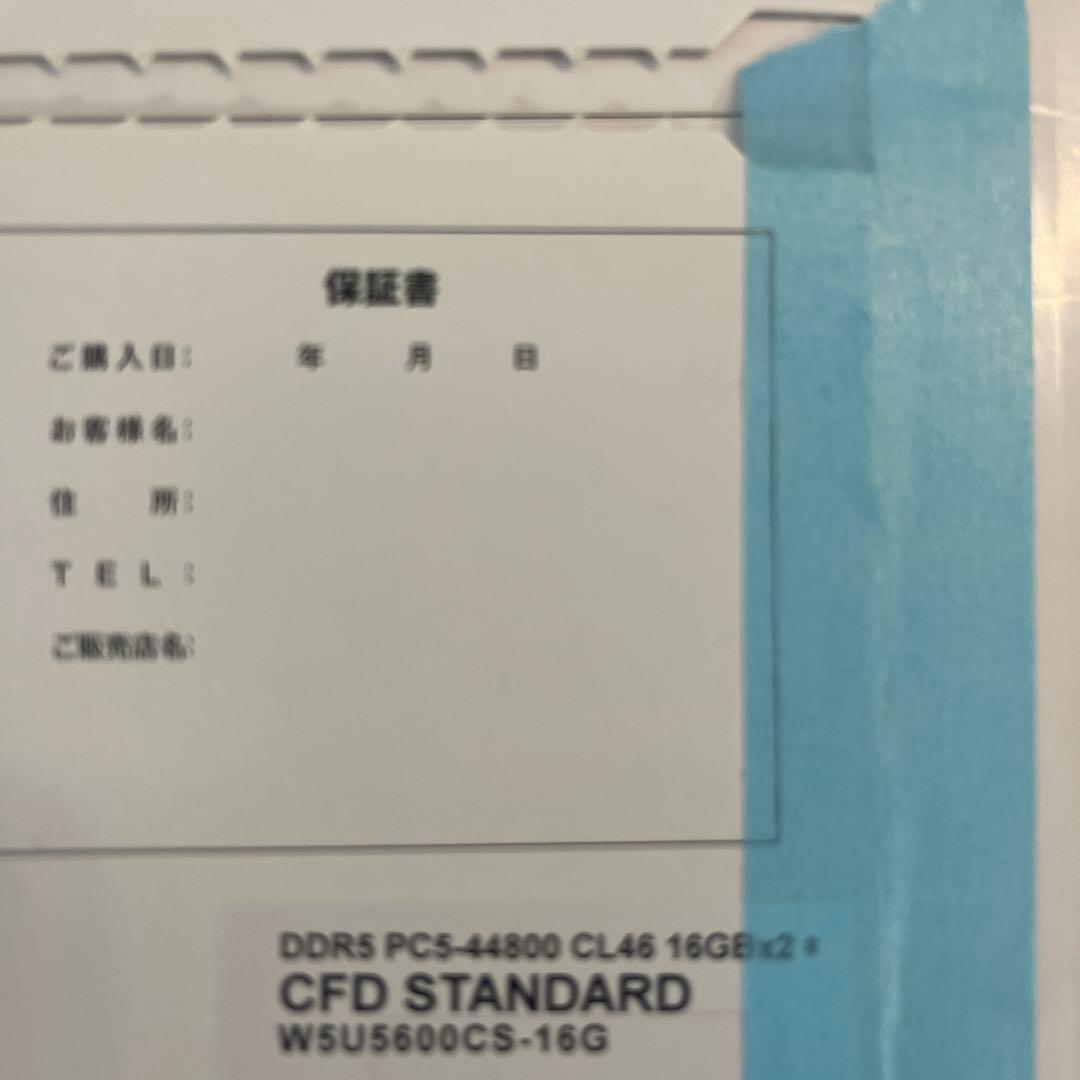 保証書
ご購入日: 年 月 日
お客様名:
住 所:
TEL:
ご販売店名:
DDR5 PC5-44800 CL46 16GBx2 *
CFD STANDARD
W5U5600CS-16G